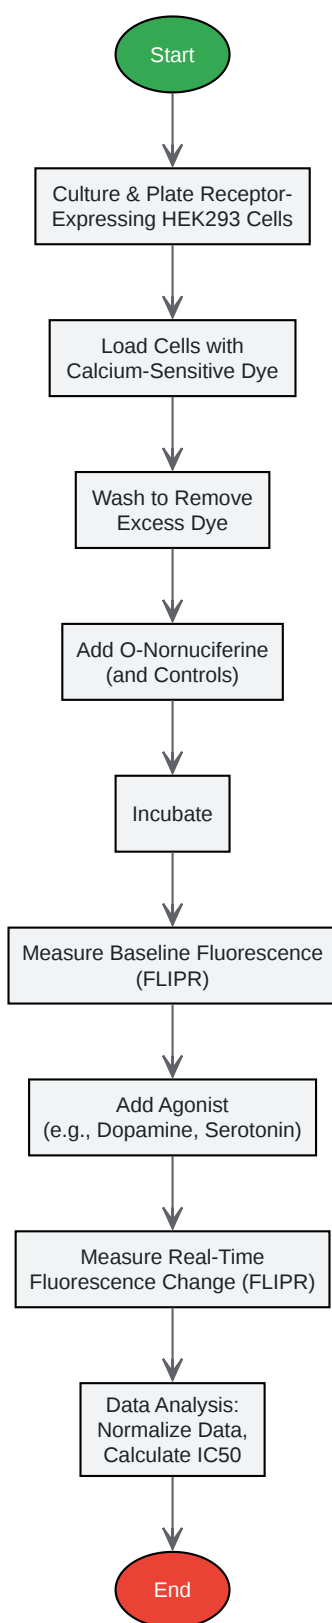 Start
Culture & Plate Receptor-
Expressing HEK293 Cells
Load Cells with
Calcium-Sensitive Dye
Wash to Remove
Excess Dye
Add O-Nornuciferine
(and Controls)
Incubate
Measure Baseline Fluorescence
(FLIPR)
Add Agonist
(e.g., Dopamine, Serotonin)
Measure Real-Time
Fluorescence Change (FLIPR)
Data Analysis:
Normalize Data,
Calculate IC50
End